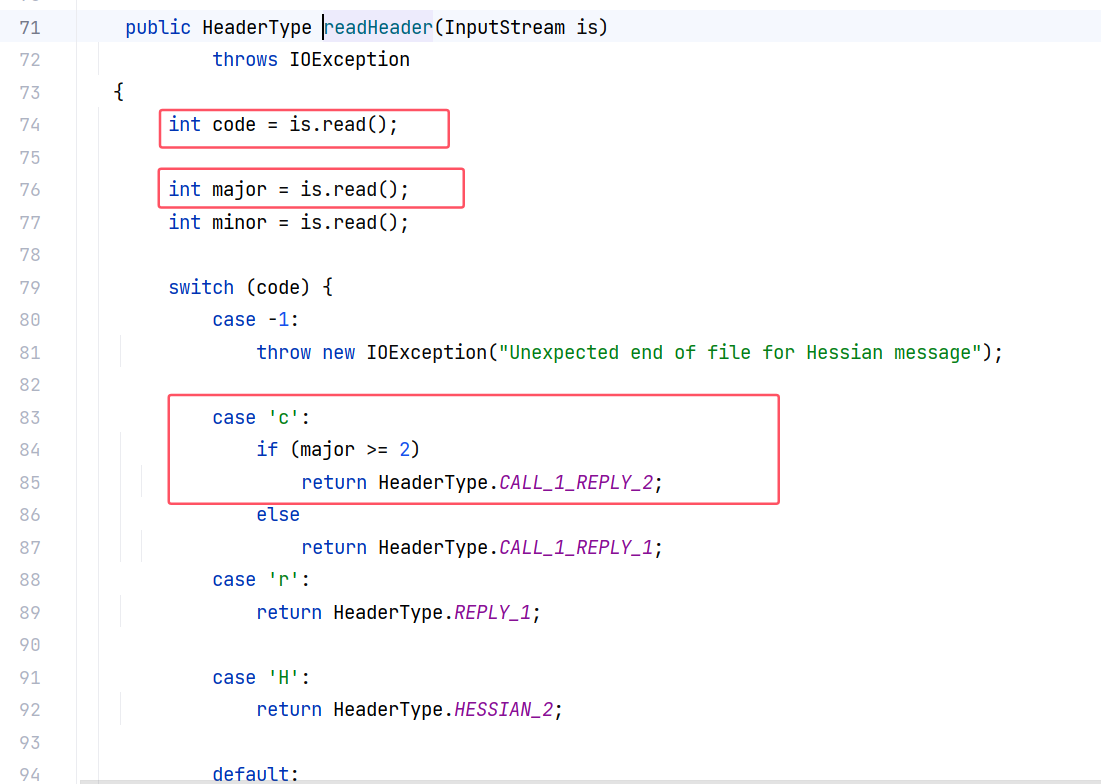 71 public HeaderType readHeader(InputStream is)
72 throws IOException
73 {
74 int code = is.read();
75
76 int major = is.read();
77 int minor = is.read();
78
79 switch (code) {
80 case -1:
81 throw new IOException("Unexpected end of file for Hessian message");
82
83 case 'c':
84 if (major >= 2)
85 return HeaderType.CALL_1_REPLY_2;
86 else
87 return HeaderType.CALL_1_REPLY_1;
88 case 'r':
89 return HeaderType.REPLY_1;
90
91 case 'H':
92 return HeaderType.HESSIAN_2;
93
94 default: